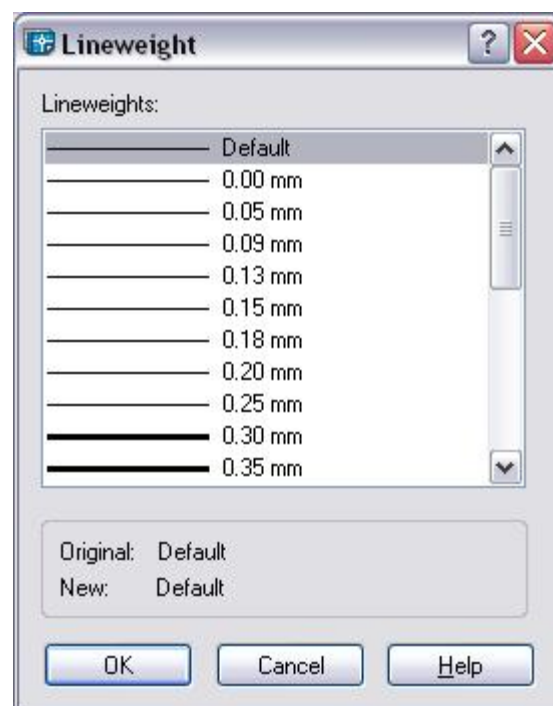 Lineweight
Lineweights:
Default
0.00 mm
0.05 mm
0.09 mm
0.13 mm
0.15 mm
0.18 mm
0.20 mm
0.25 mm
0.30 mm
0.35 mm
Original: Default
New: Default
OK Cancel Help